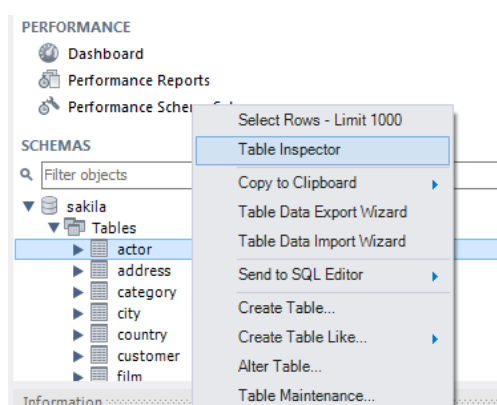 PERFORMANCE
Dashboard
Performance Reports
Performance Schem
SCHEMAS
Filter objects
sakila
Tables
actor
address
category
city
country
customer
film
Information
Select Rows - Limit 1000
Table Inspector
Copy to Clipboard
Table Data Export Wizard
Table Data Import Wizard
Send to SQL Editor
Create Table...
Create Table Like...
Alter Table...
Table Maintenance...